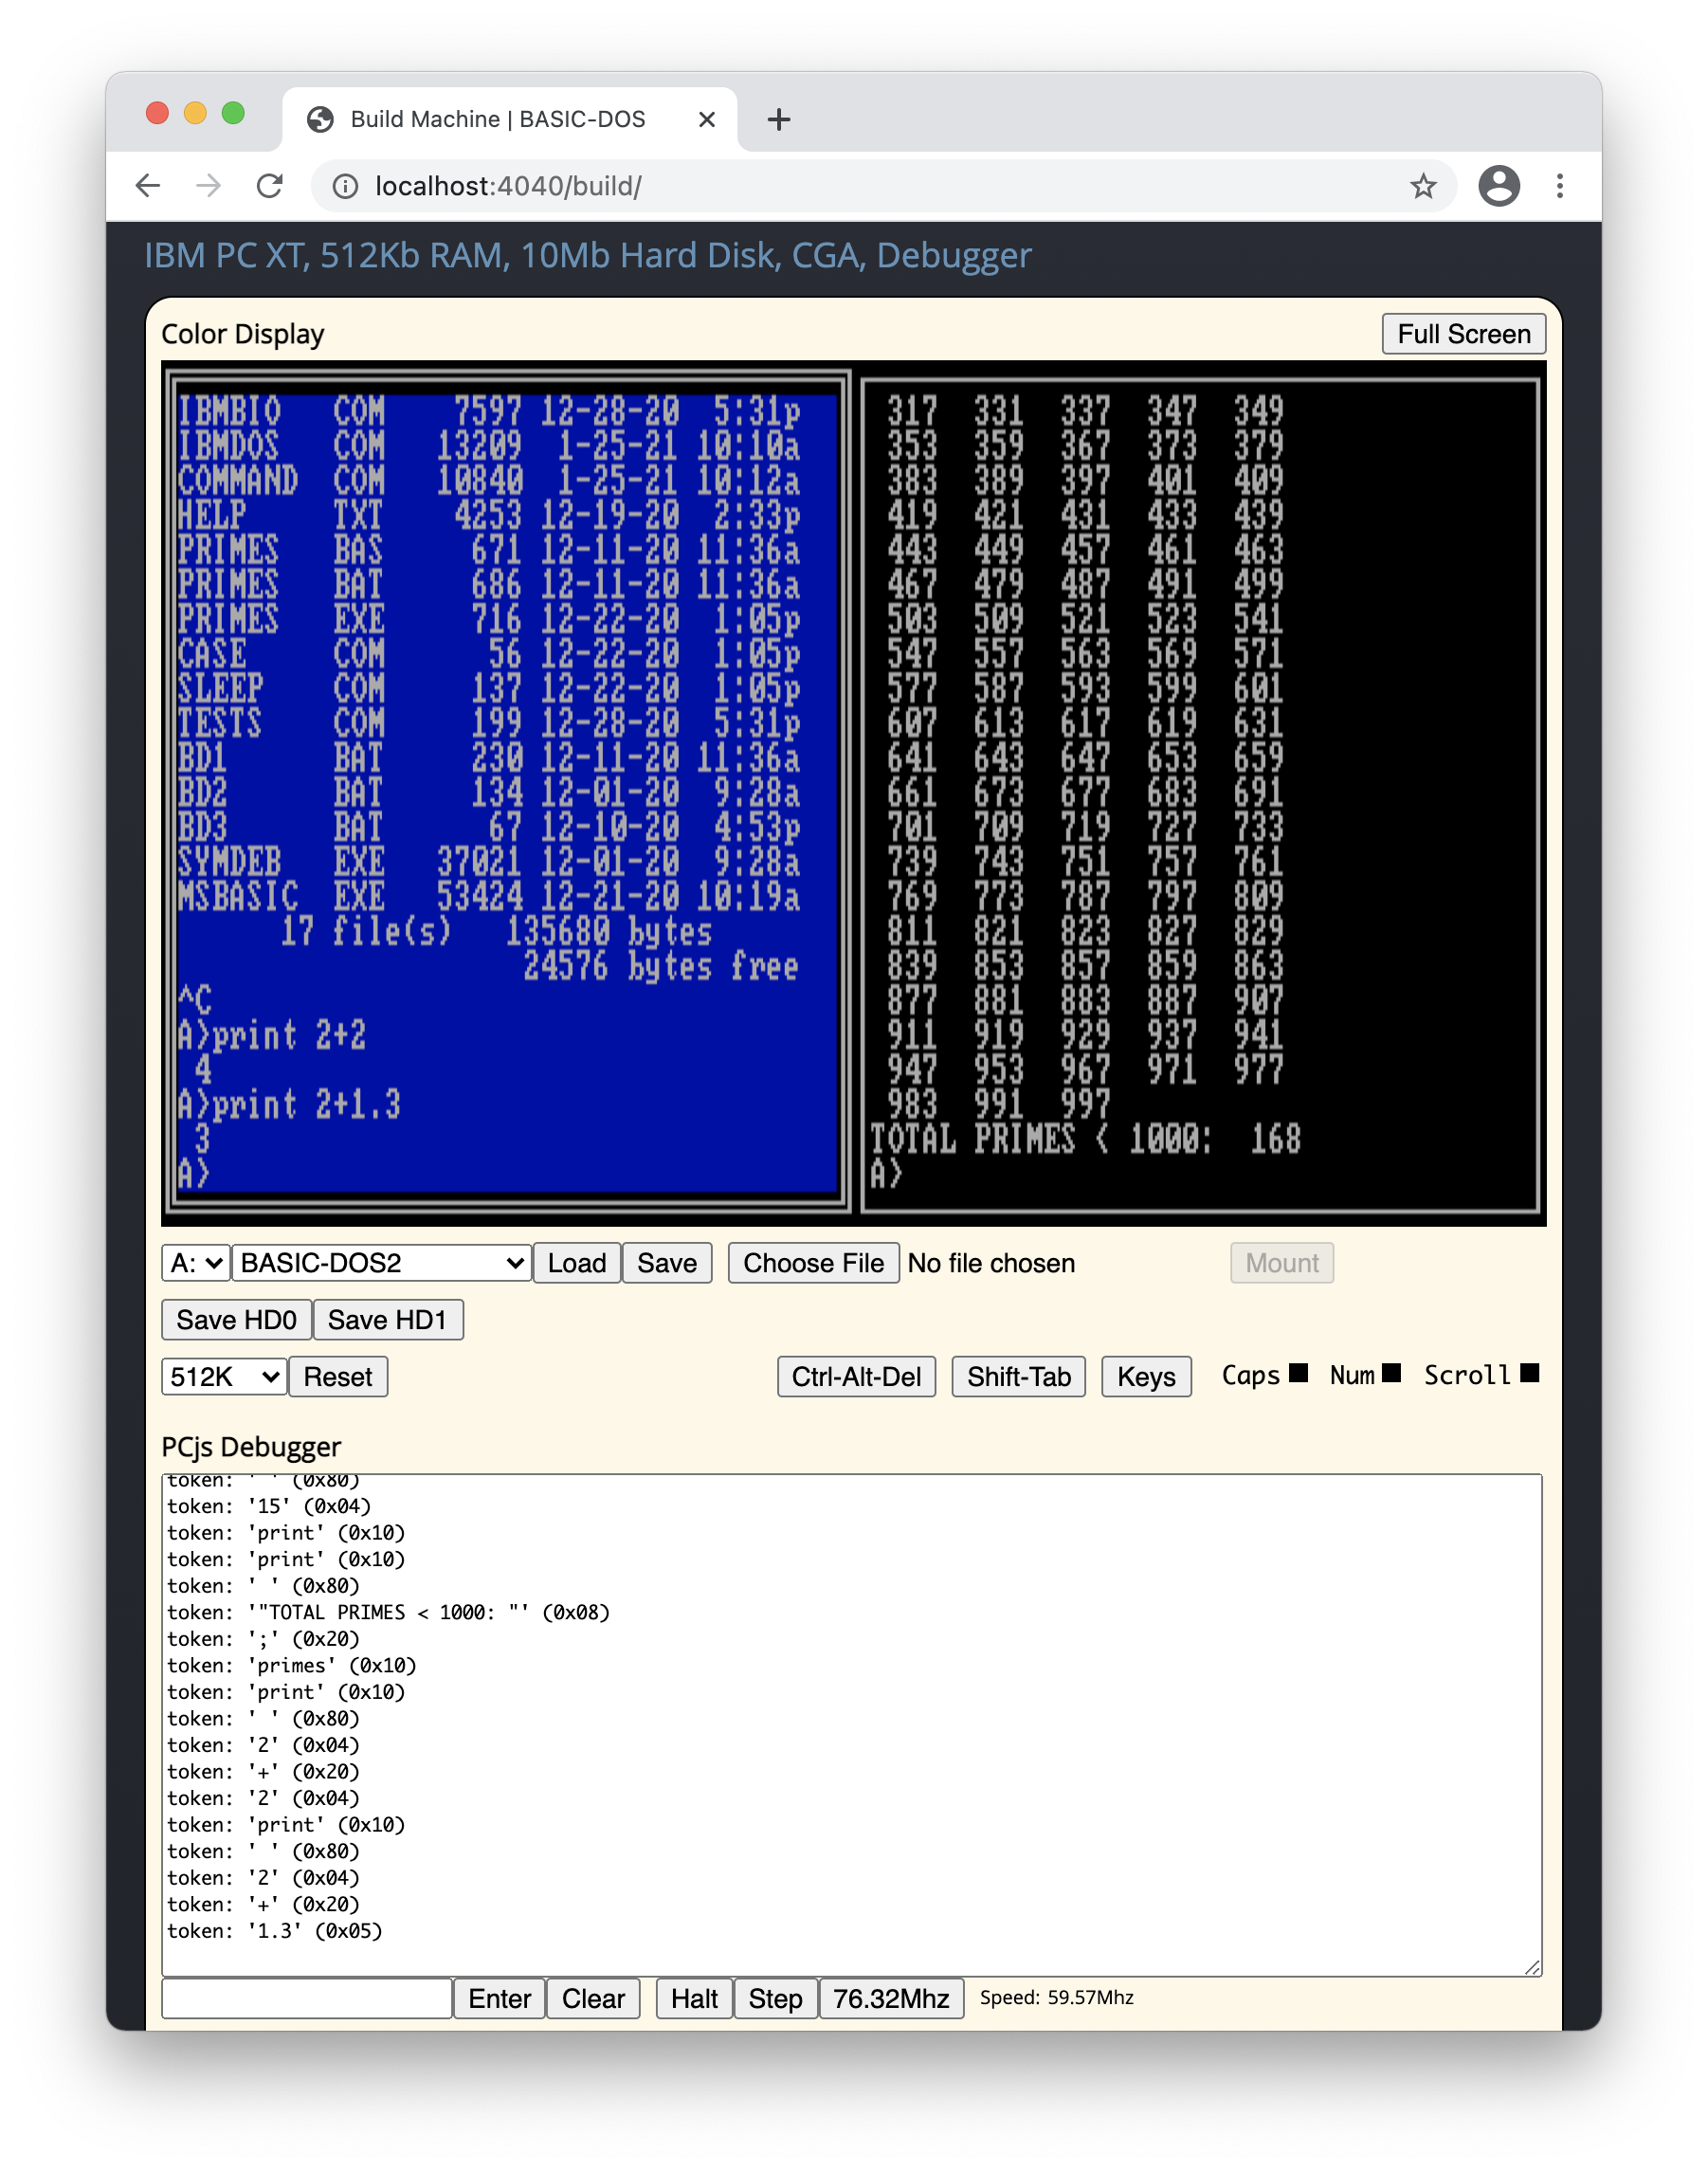 Build Machine | BASIC-DOS
localhost:4040/build/
IBM PC XT, 512Kb RAM, 10Mb Hard Disk, CGA, Debugger
Color Display
Full Screen
IBMBIO COM 7597 12-28-20 5:31p
IBMDOS COM 13209 1-25-21 10:10a
COMMAND COM 10840 1-25-21 10:12a
HELP TXT 4253 12-19-20 2:33p
PRIMES BAS 671 12-11-20 11:36a
PRIMES BAT 686 12-11-20 11:36a
PRIMES EXE 716 12-22-20 1:05p
CASE COM 56 12-22-20 1:05p
SLEEP COM 137 12-22-20 1:05p
TESTS COM 199 12-28-20 5:31p
BD1 BAT 230 12-11-20 11:36a
BD2 BAT 134 12-01-20 9:28a
BD3 BAT 67 12-10-20 4:53p
SYMDEB EXE 37021 12-01-20 9:28a
MSBASIC EXE 53424 12-21-20 10:19a
17 file(s) 135680 bytes
24576 bytes free
^C
A>print 2+2
4
A>print 2+1.3
3
A>
317 331 337 347 349
353 359 367 373 379
383 389 397 401 409
419 421 431 433 439
443 449 457 461 463
467 479 487 491 499
503 509 521 523 541
547 557 563 569 571
577 587 593 599 601
607 613 617 619 631
641 643 647 653 659
661 673 677 683 691
701 709 719 727 733
739 743 751 757 761
769 773 787 797 809
811 821 823 827 829
839 853 857 859 863
877 881 883 887 907
911 919 929 937 941
947 953 967 971 977
983 991 997
TOTAL PRIMES < 1000: 168
A>
A: BASIC-DOS2 Load Save Choose File No file chosen Mount
Save HD0 Save HD1
512K Reset Ctrl-Alt-Del Shift-Tab Keys Caps Num Scroll
PCjs Debugger
token: ' ' (0x80)
token: '15' (0x04)
token: 'print' (0x10)
token: 'print' (0x10)
token: ' ' (0x80)
token: '"TOTAL PRIMES < 1000: "' (0x08)
token: ';' (0x20)
token: 'primes' (0x10)
token: 'print' (0x10)
token: ' ' (0x80)
token: '2' (0x04)
token: '+' (0x20)
token: '2' (0x04)
token: 'print' (0x10)
token: ' ' (0x80)
token: '2' (0x04)
token: '+' (0x20)
token: '1.3' (0x05)
Enter Clear Halt Step 76.32Mhz Speed: 59.57Mhz